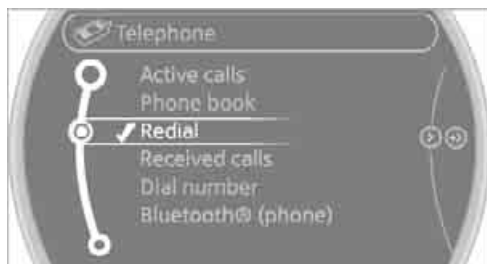 Telephone
Active calls
Phone book
Redial
Received calls
Dial number
Bluetooth® (phone)